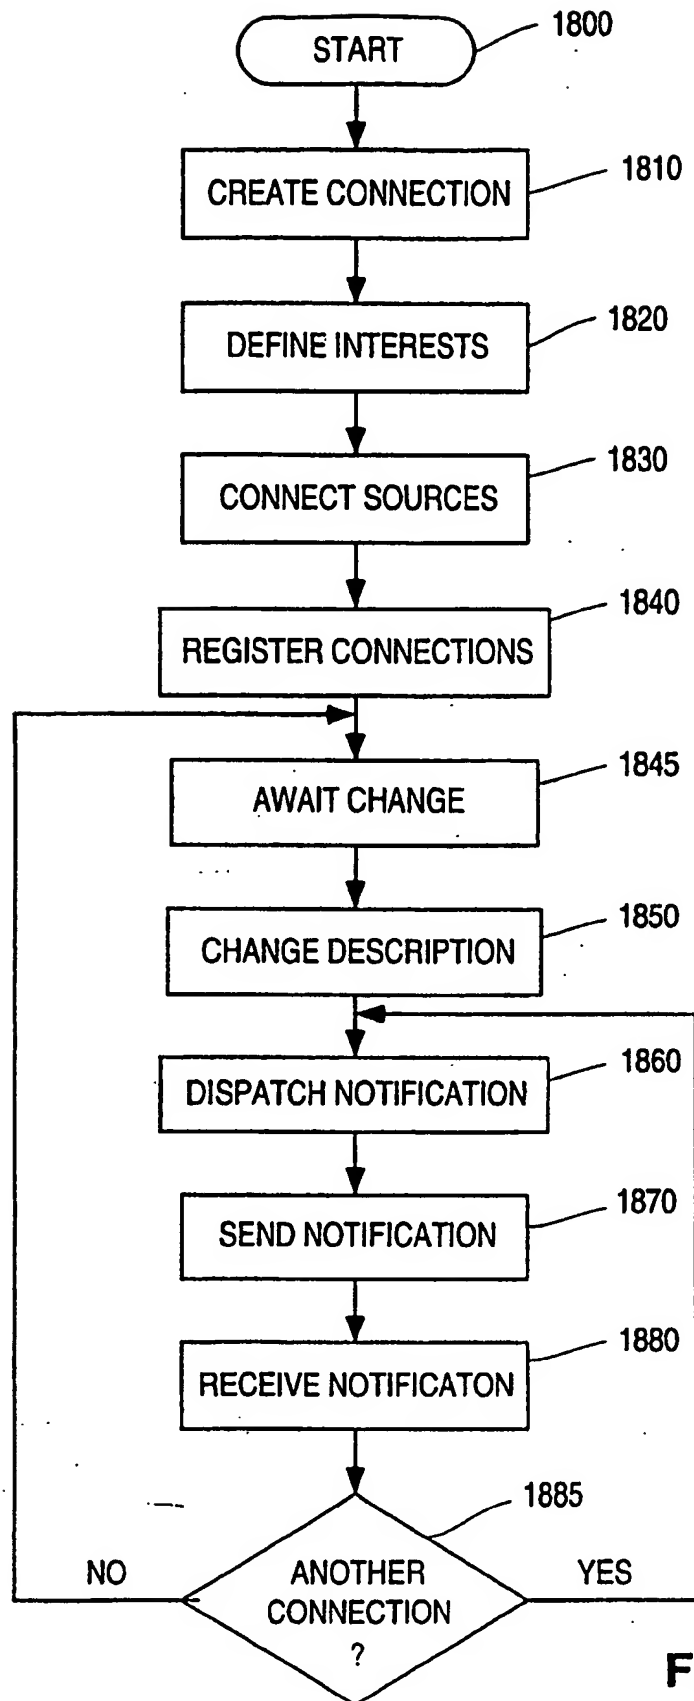 START
1800
CREATE CONNECTION
1810
DEFINE INTERESTS
1820
CONNECT SOURCES
1830
REGISTER CONNECTIONS
1840
AWAIT CHANGE
1845
CHANGE DESCRIPTION
1850
DISPATCH NOTIFICATION
1860
SEND NOTIFICATION
1870
RECEIVE NOTIFICATON
1880
1885
NO
ANOTHER
CONNECTION
?
YES
F